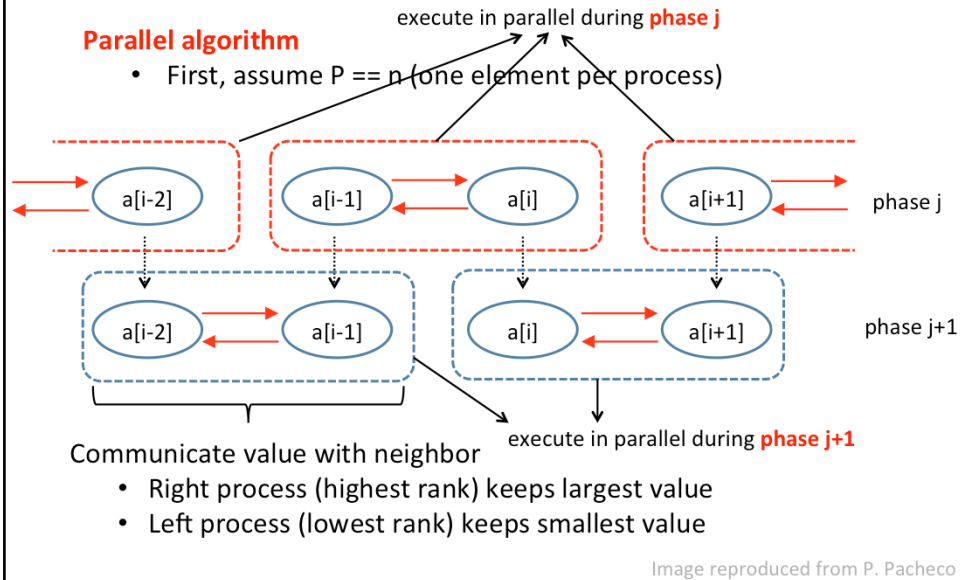 execute in parallel during phase j
Parallel algorithm
• First, assume P == n (one element per process)
a[i-2] a[i-1] a[i] a[i+1] phase j
a[i-2] a[i-1] a[i] a[i+1] phase j+1
execute in parallel during phase j+1
Communicate value with neighbor
• Right process (highest rank) keeps largest value
• Left process (lowest rank) keeps smallest value
Image reproduced from P. Pacheco